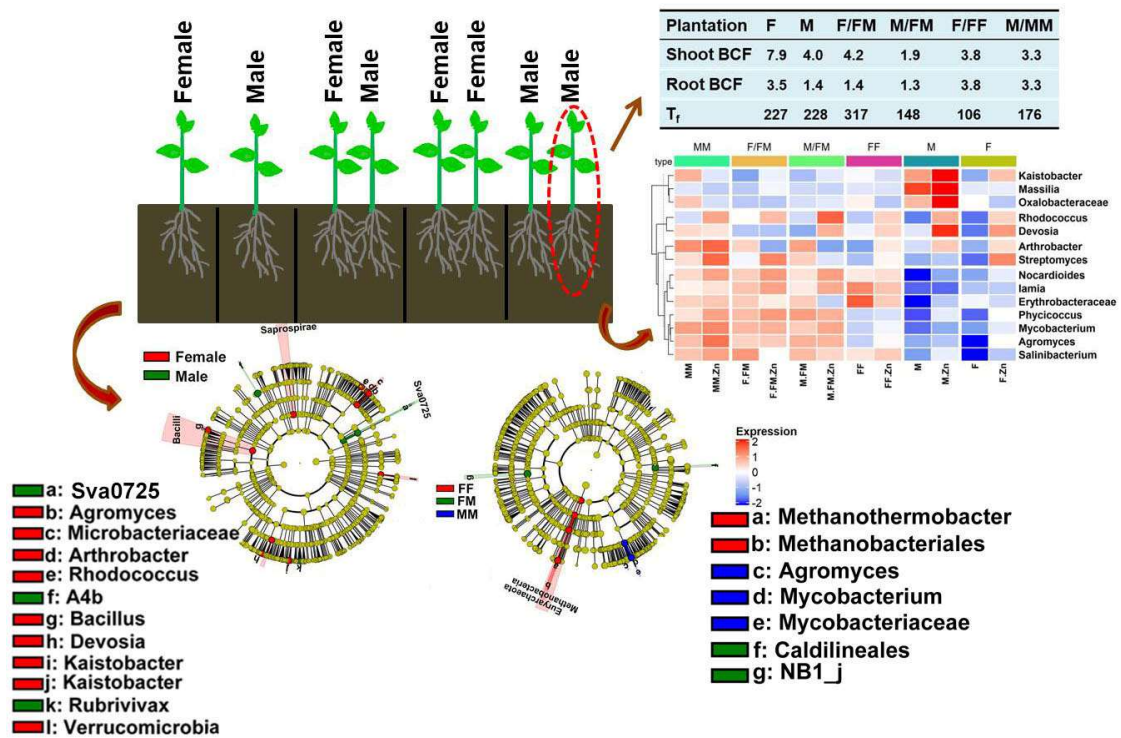 Female
Male
Female
Male
Female
Female
Male
Male
Plantation F M F/FM M/FM F/FF M/MM
Shoot BCF 7.9 4.0 4.2 1.9 3.8 3.3
Root BCF 3.5 1.4 1.4 1.3 3.8 3.3
Tf 227 228 317 148 106 176
MM F/FM M/FM FF M F
type
Kaistobacter
Massilia
Oxalobacteraceae
Rhodococcus
Devosia
Arthrobacter
Streptomyces
Nocardioides
Iamia
Erythrobacteraceae
Phycicoccus
Mycobacterium
Agromyces
Salinibacterium
MM
MM.Zn
F.FM
F.FM.Zn
M.FM
M.FM.Zn
FF
FF.Zn
M
M.Zn
F
F.Zn
Expression
2
1
0
-1
-2
Female
Male
Saprospirae
Sva0725
Bacilli
g
FF
FM
MM
Euryarchaeota
Methanobacteria
a: Sva0725
b: Agromyces
c: Microbacteriaceae
d: Arthrobacter
e: Rhodococcus
f: A4b
g: Bacillus
h: Devosia
i: Kaistobacter
j: Kaistobacter
k: Rubrivivax
l: Verrucomicrobia
a: Methanothermobacter
b: Methanobacteriales
c: Agromyces
d: Mycobacterium
e: Mycobacteriaceae
f: Caldilineales
g: NB1_j